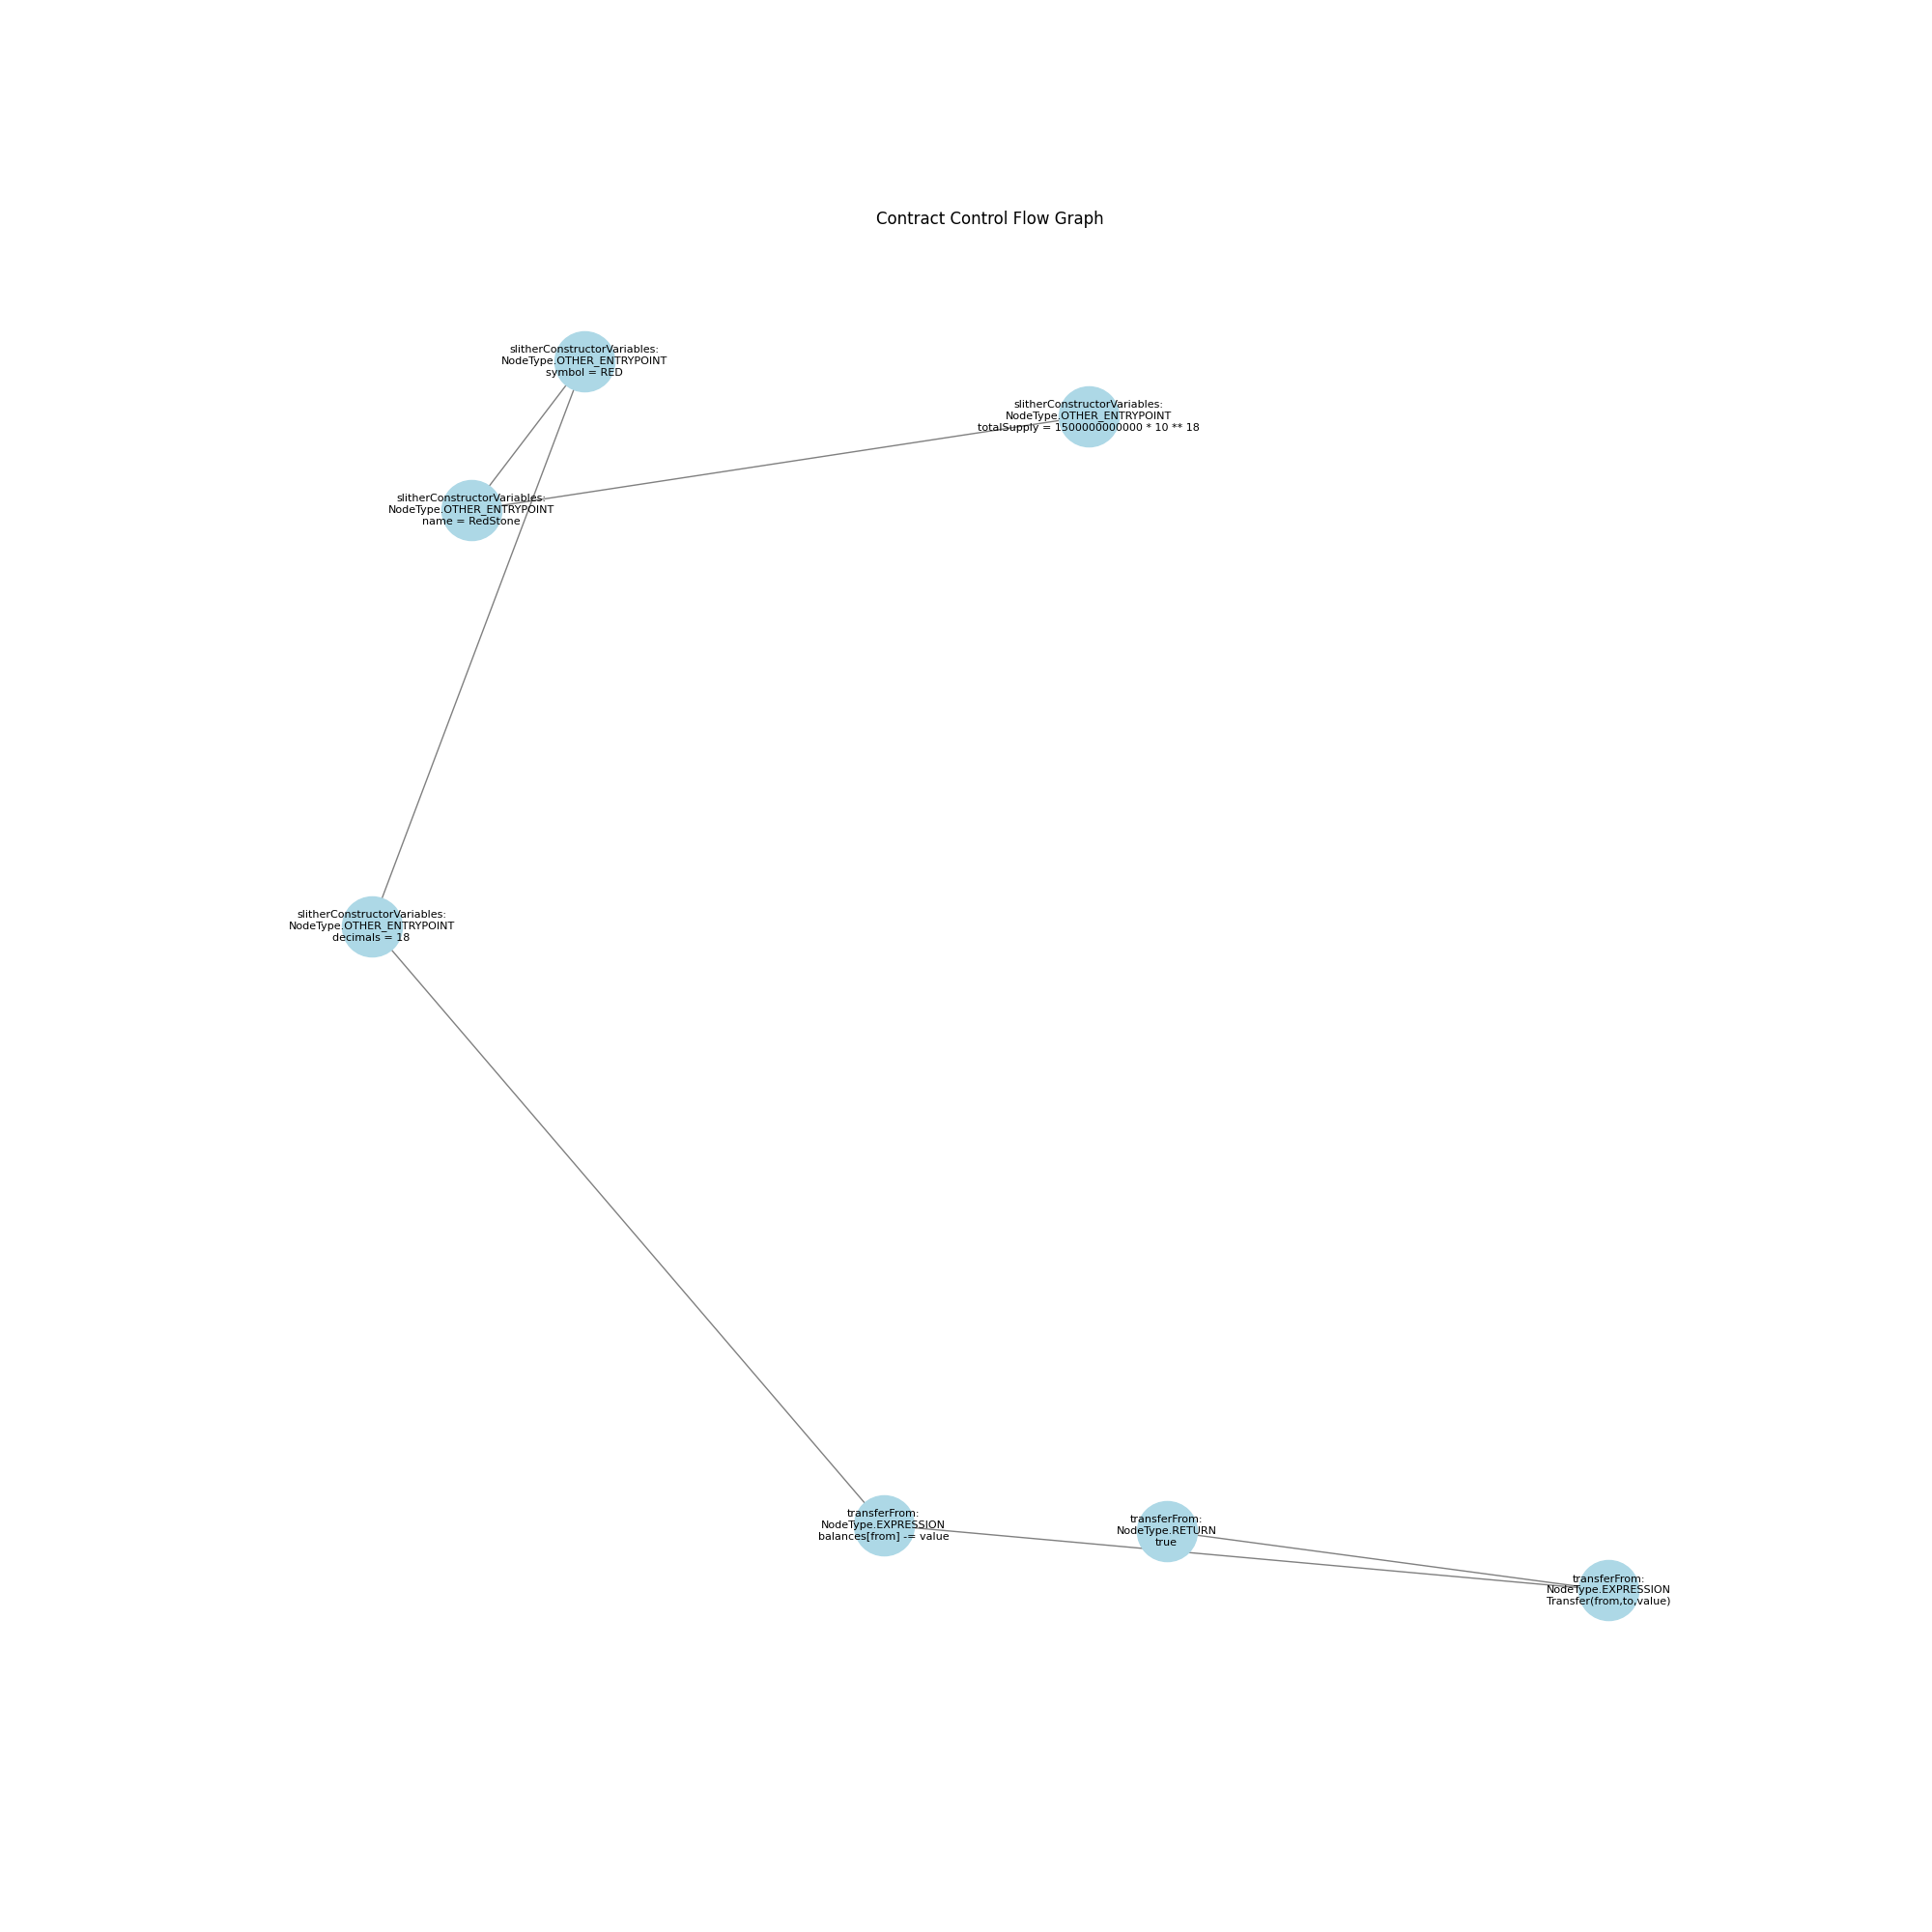 Contract Control Flow Graph
slitherConstructorVariables:
NodeType.OTHER_ENTRYPOINT
symbol = RED
slitherConstructorVariables:
NodeType.OTHER_ENTRYPOINT
totalSupply = 1500000000000 * 10 ** 18
slitherConstructorVariables:
NodeType.OTHER_ENTRYPOINT
name = RedStone
slitherConstructorVariables:
NodeType.OTHER_ENTRYPOINT
decimals = 18
transferFrom:
NodeType.EXPRESSION
balances[from] -= value
transferFrom:
NodeType.RETURN
true
transferFrom:
NodeType.EXPRESSION
Transfer(from,to,value)